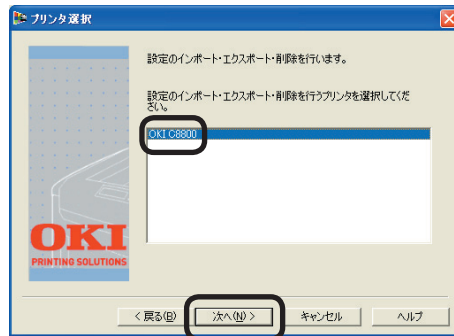 プリンタ選択
設定のインポート・エクスポート・削除を行います。
設定のインポート・エクスポート・削除を行うプリンタを選択してくだ
さい。
OKI C8800
OKI
PRINTING SOLUTIONS
< 戻る(B)
次へ(N) >
キャンセル
ヘルプ